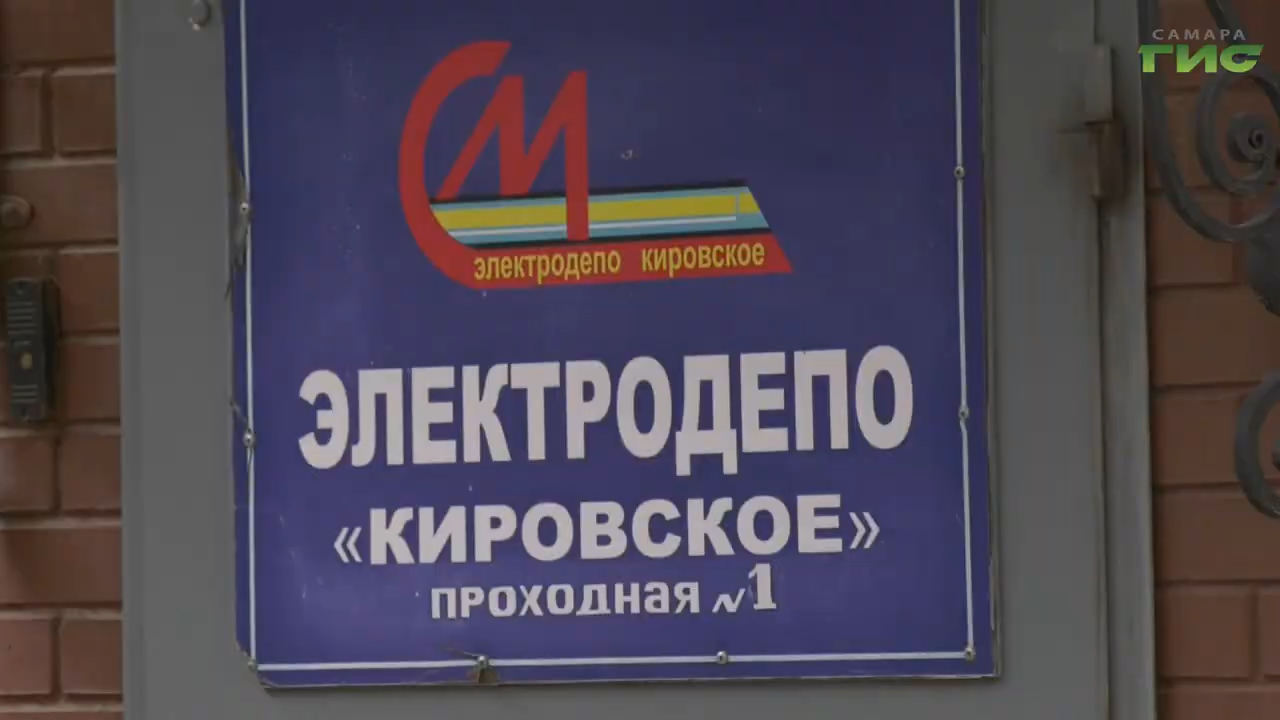 САМАРА
ГИС
СМ
электродепо кировское
ЭЛЕКТРОДЕПО
«КИРОВСКОЕ»
ПРОХОДНАЯ №1